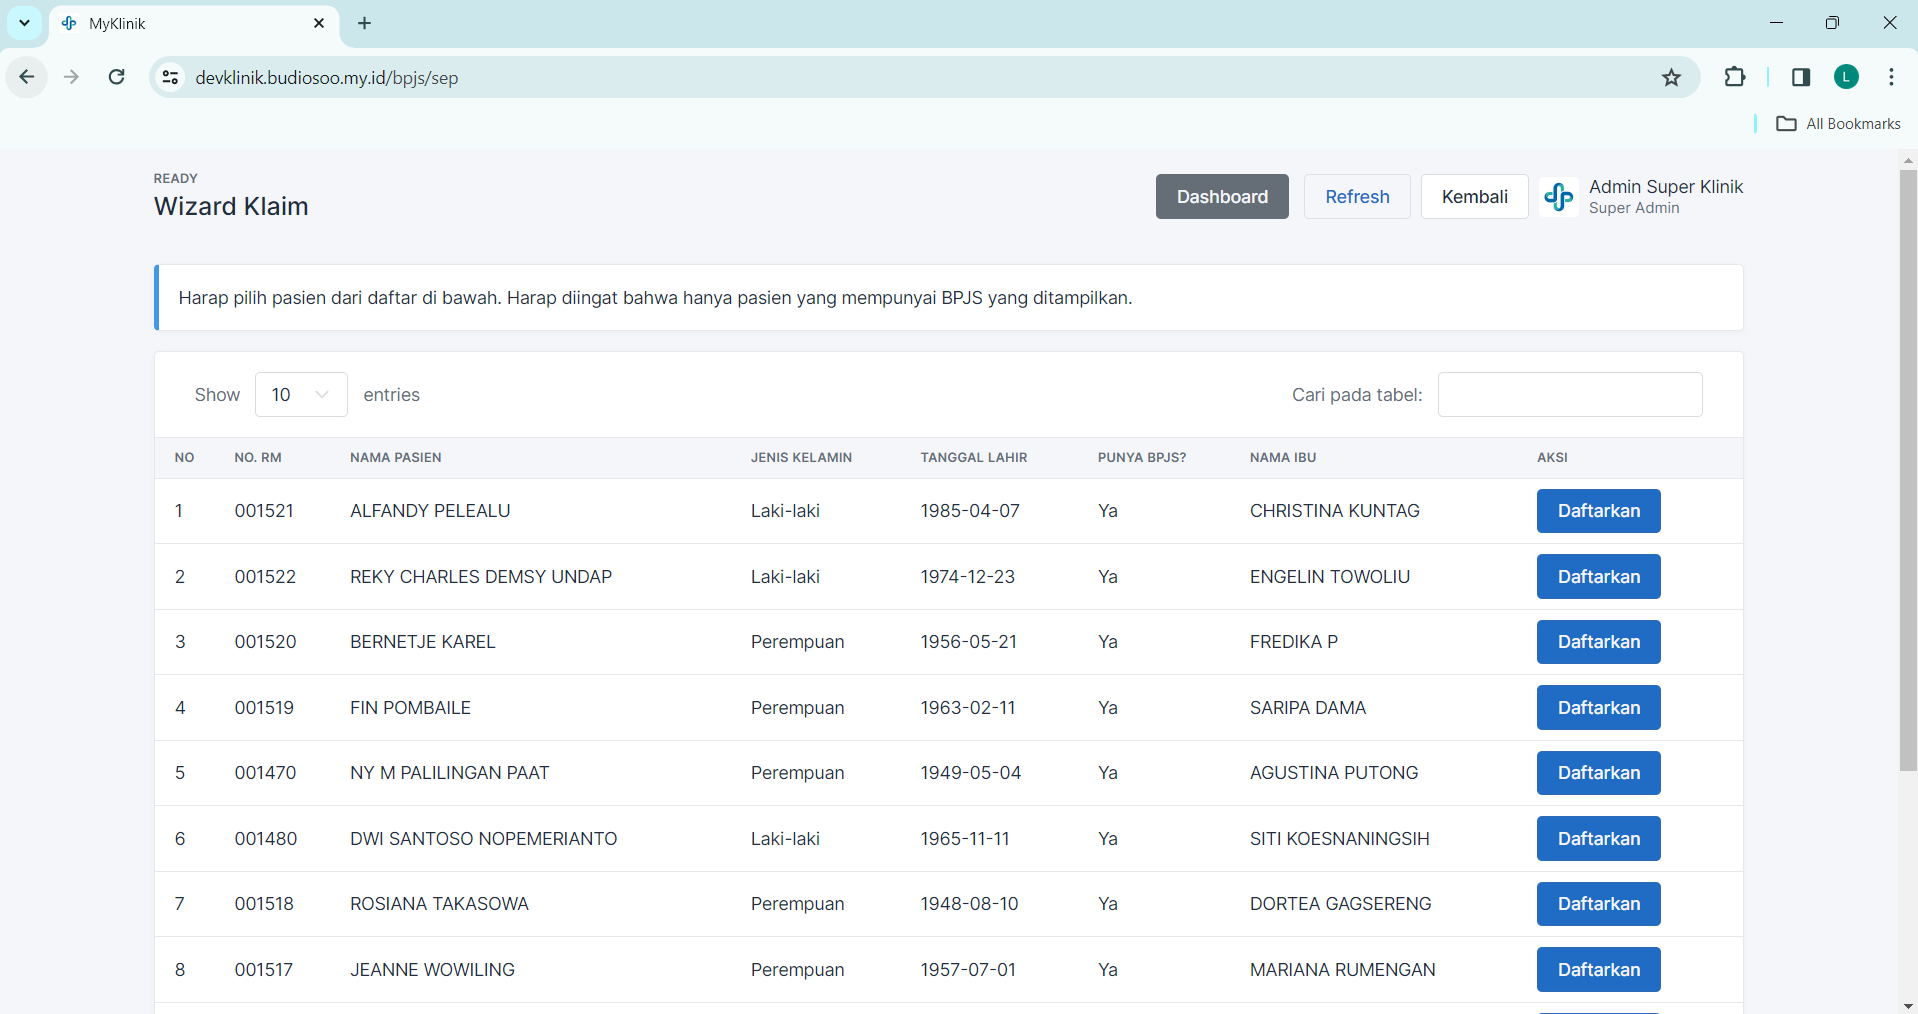 MyKlinik
devklinik.budiosoo.my.id/bpjs/sep
L
All Bookmarks
READY
Wizard Klaim
Dashboard
Refresh
Kembali
Admin Super Klinik
Super Admin
Harap pilih pasien dari daftar di bawah. Harap diingat bahwa hanya pasien yang mempunyai BPJS yang ditampilkan.
Show 10 entries
Cari pada tabel:
NO NO. RM NAMA PASIEN JENIS KELAMIN TANGGAL LAHIR PUNYA BPJS? NAMA IBU AKSI
1 001521 ALFANDY PELEALU Laki-laki 1985-04-07 Ya CHRISTINA KUNTAG Daftarkan
2 001522 REKY CHARLES DEMSY UNDAP Laki-laki 1974-12-23 Ya ENGELIN TOWOLIU Daftarkan
3 001520 BERNETJE KAREL Perempuan 1956-05-21 Ya FREDIKA P Daftarkan
4 001519 FIN POMBAILE Perempuan 1963-02-11 Ya SARIPA DAMA Daftarkan
5 001470 NY M PALILINGAN PAAT Perempuan 1949-05-04 Ya AGUSTINA PUTONG Daftarkan
6 001480 DWI SANTOSO NOPEMERIANTO Laki-laki 1965-11-11 Ya SITI KOESNANINGSIH Daftarkan
7 001518 ROSIANA TAKASOWA Perempuan 1948-08-10 Ya DORTEA GAGSERENG Daftarkan
8 001517 JEANNE WOWILING Perempuan 1957-07-01 Ya MARIANA RUMENGAN Daftarkan